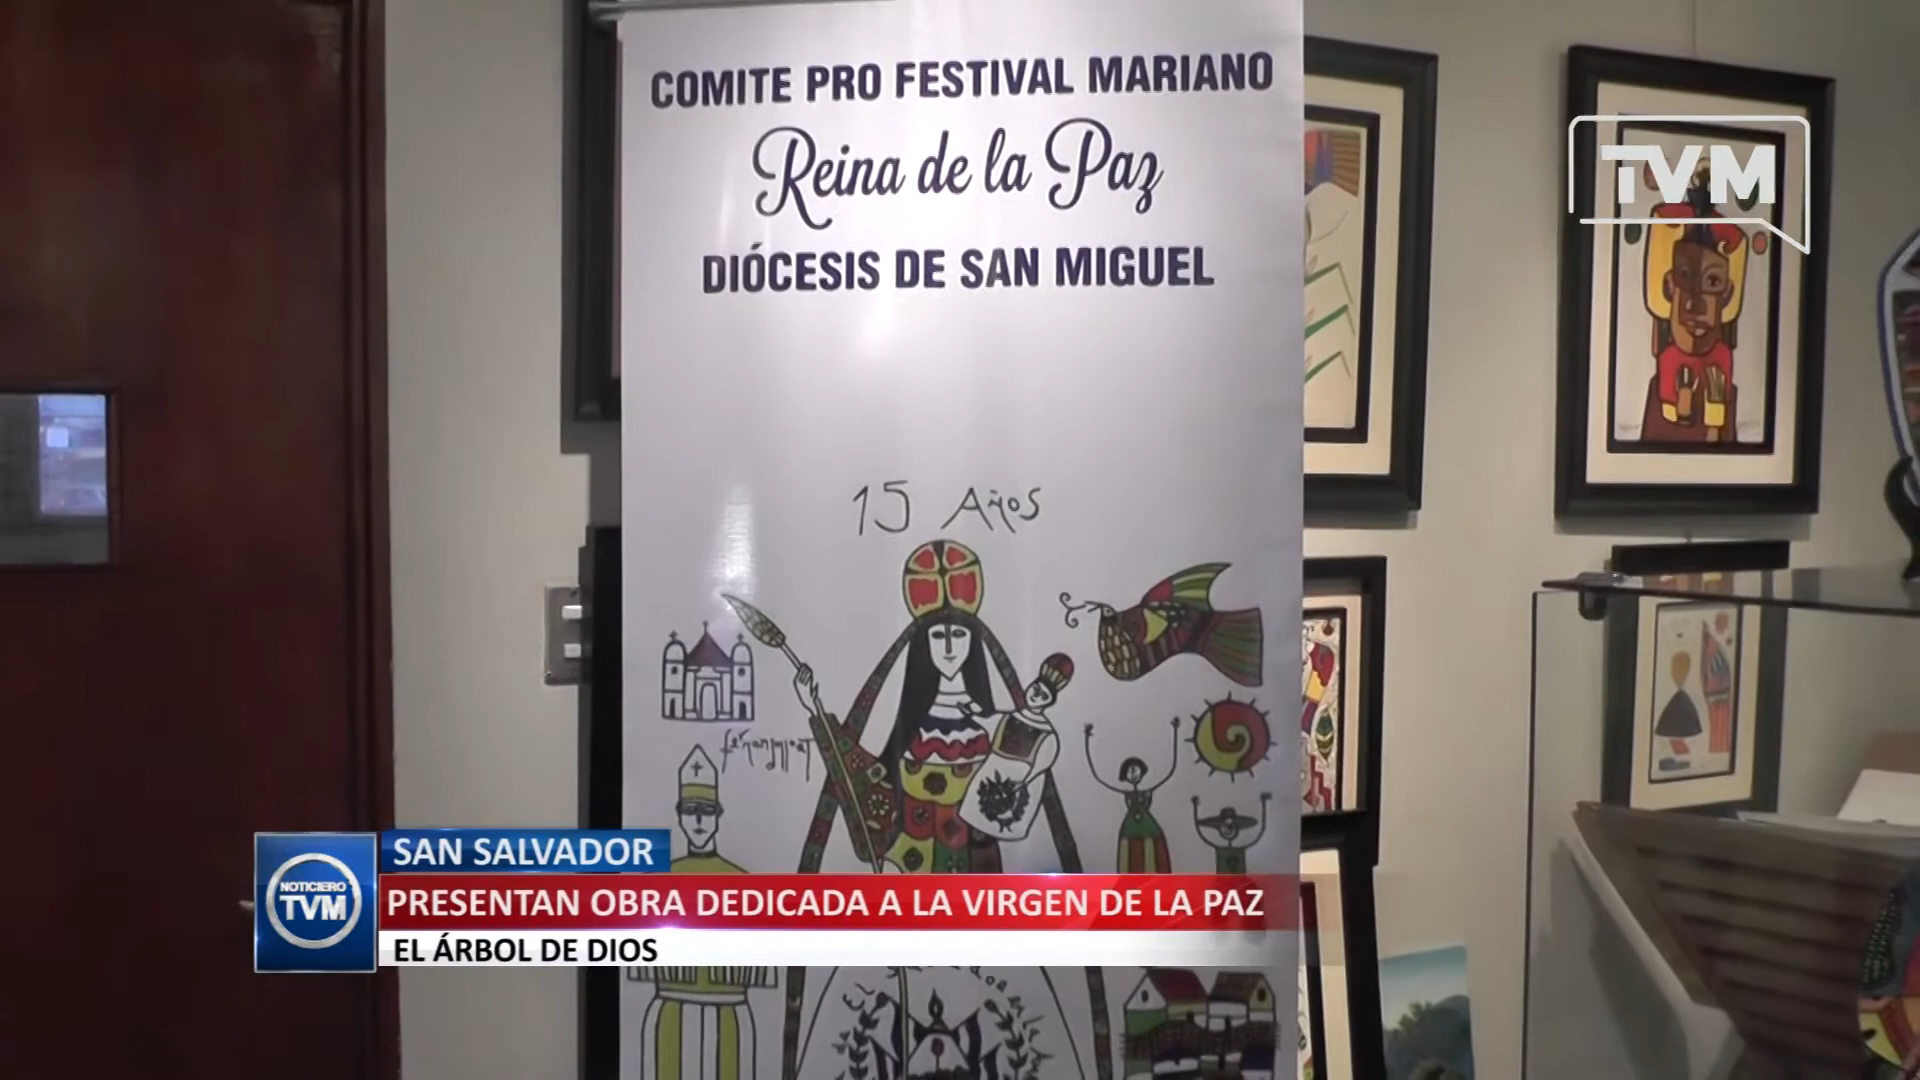 COMITE PRO FESTIVAL MARIANO
Reina de la Paz
DIÓCESIS DE SAN MIGUEL
TVM
15 Años
SAN SALVADOR
NOTICIERO
TVM
PRESENTAN OBRA DEDICADA A LA VIRGEN DE LA PAZ
EL ÁRBOL DE DIOS